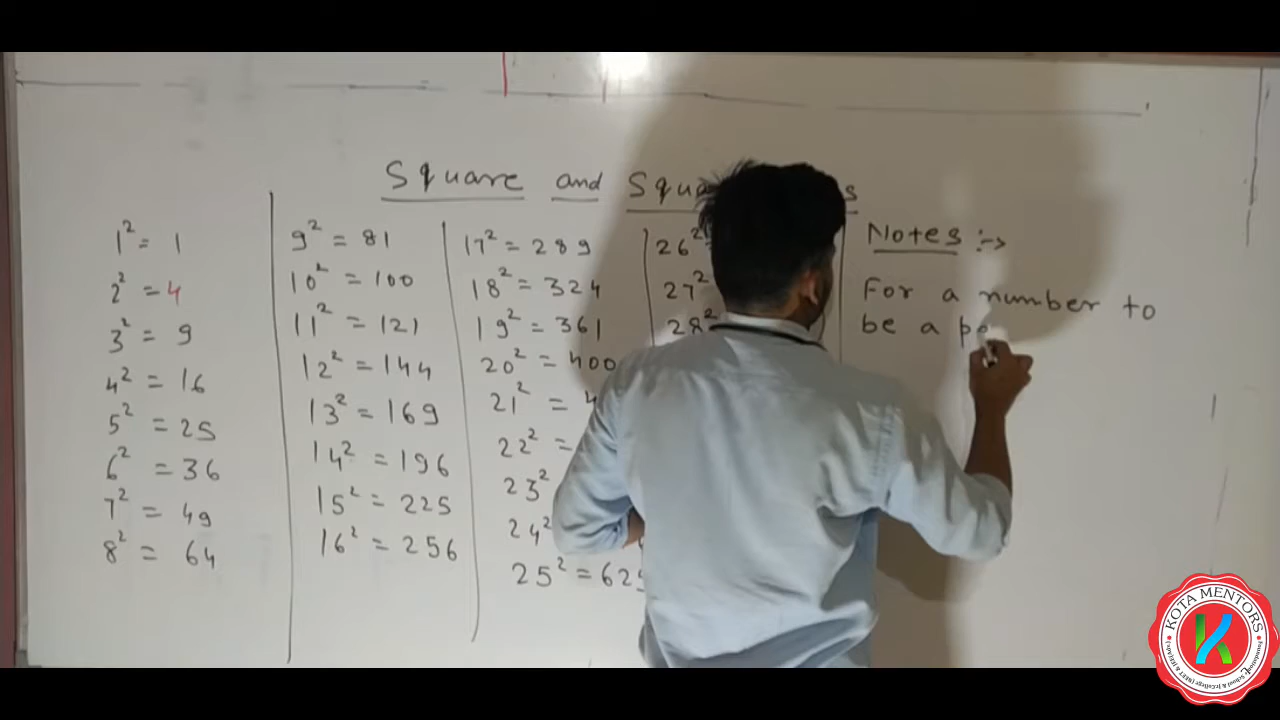 Square and
1² = 1
2² = 4
3² = 9
4² = 16
5² = 25
6² = 36
7² = 49
8² = 64
9² = 81
10² = 100
11² = 121
12² = 144
13² = 169
14² = 196
15² = 225
16² = 256
17² = 289
18² = 324
19² = 361
20² = 400
21² =
22² =
23²
24²
25² = 625
26²
27²
28²
Notes :→
For a number to
be a
KOTA MENTORS